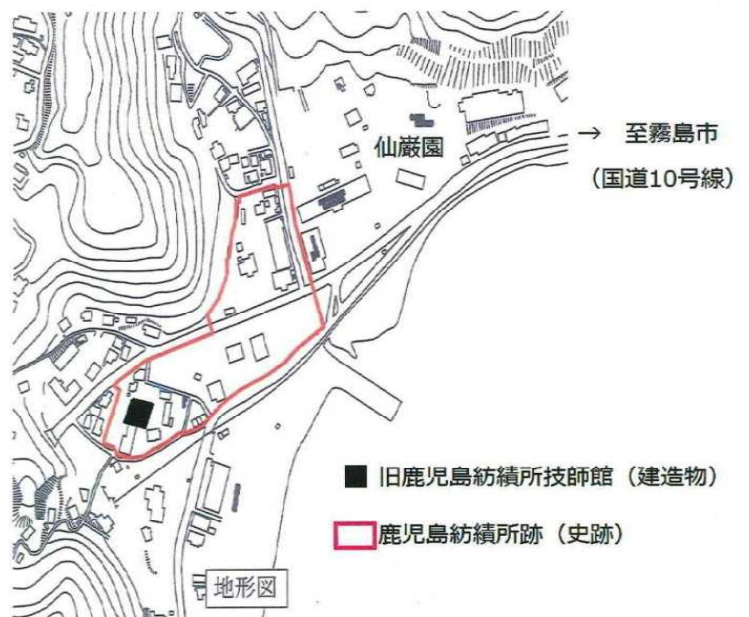 仙巌園
→ 至霧島市
(国道10号線)
旧鹿児島紡績所技師館(建造物)
鹿児島紡績所跡(史跡)
地形図